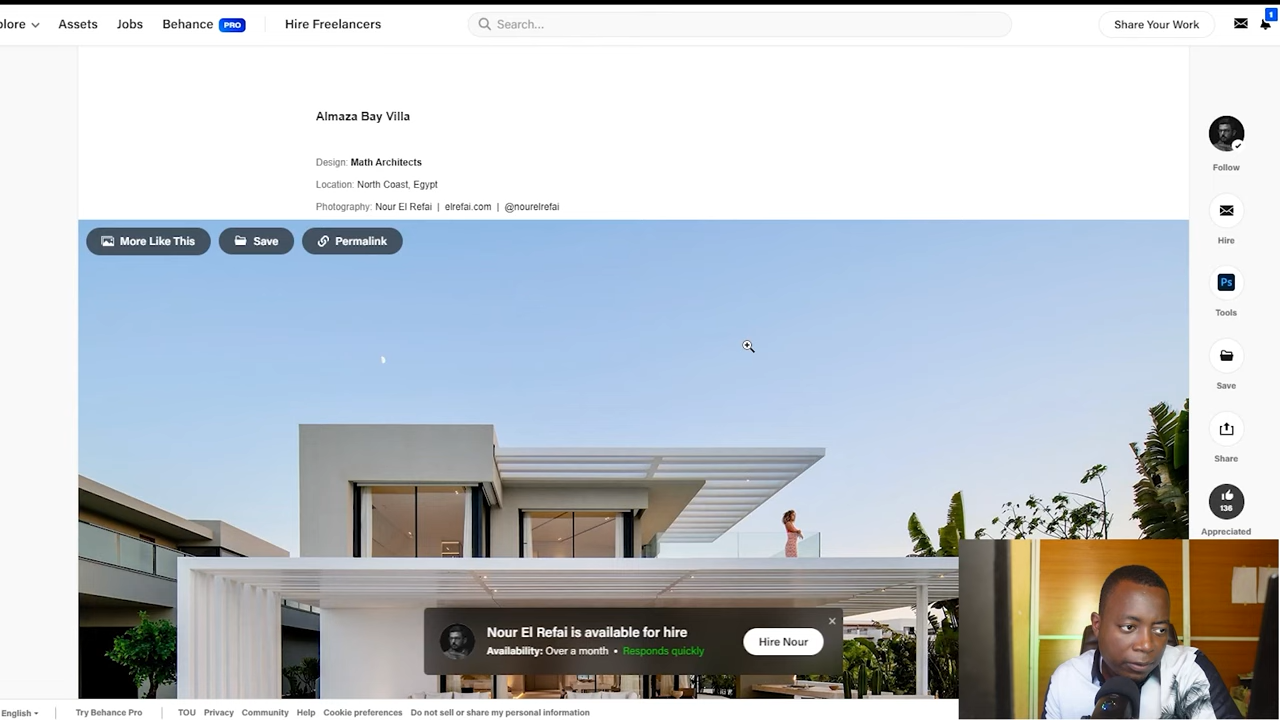 plore
Assets
Jobs
Behance PRO
Hire Freelancers
Search...
Share Your Work
1
Almaza Bay Villa
Design: Math Architects
Location: North Coast, Egypt
Photography: Nour El Refai | elrefai.com | @nourelrefai
More Like This
Save
Permalink
Follow
Hire
Ps
Tools
Save
Share
136
Appreciated
Nour El Refai is available for hire
Availability: Over a month • Responds quickly
Hire Nour
English
Try Behance Pro
TOU
Privacy
Community
Help
Cookie preferences
Do not sell or share my personal information